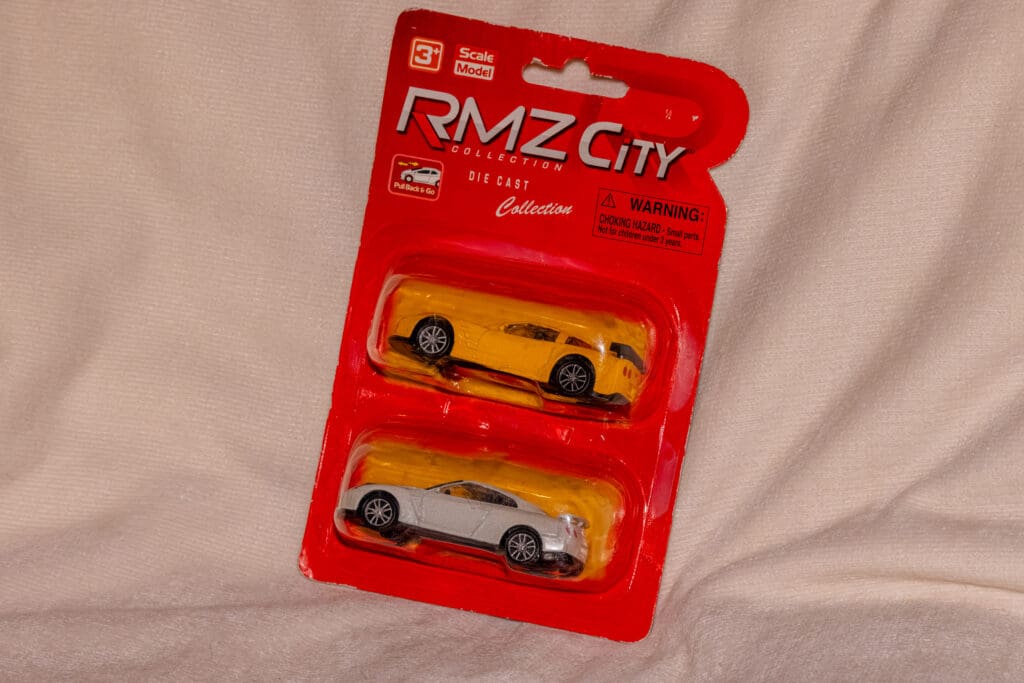 3+
Scale
Model
RMZ CiTY
COLLECTION
Pull Back & Go
DIE CAST
Collection
WARNING:
CHOKING HAZARD - Small parts.
Not for children under 3 years.